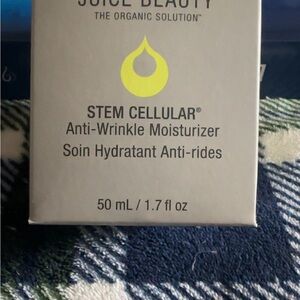 JUICE BEAUTY
THE ORGANIC SOLUTION™
STEM CELLULAR®
Anti-Wrinkle Moisturizer
Soin Hydratant Anti-rides
50 mL / 1.7 fl oz